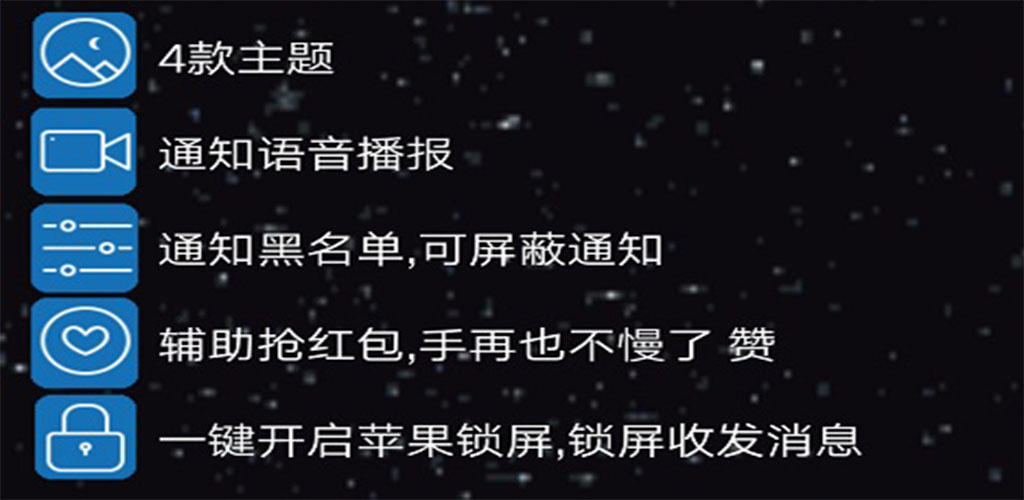 4款主题
通知语音播报
通知黑名单,可屏蔽通知
辅助抢红包,手再也不慢了 赞
一键开启苹果锁屏,锁屏收发消息